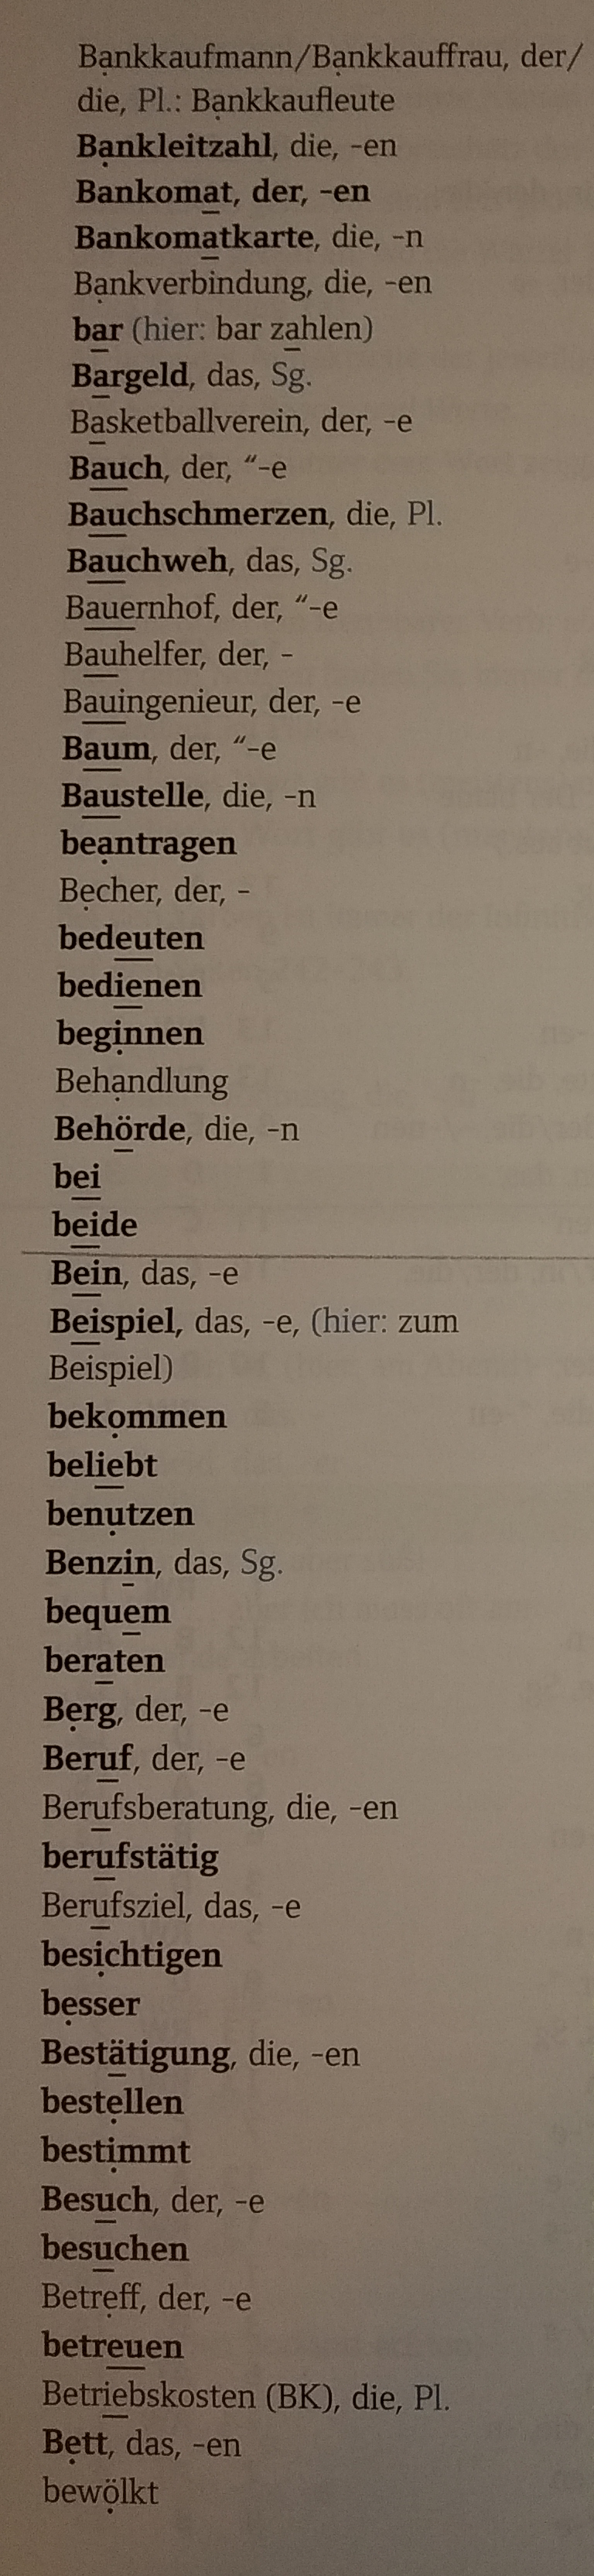 Bankkaufmann/Bankkauffrau, der/
die, Pl.: Bankkaufleute
Bankleitzahl, die, -en
Bankomat, der, -en
Bankomatkarte, die, -n
Bankverbindung, die, -en
bar (hier: bar zahlen)
Bargeld, das, Sg.
Basketballverein, der, -e
Bauch, der, “-e
Bauchschmerzen, die, Pl.
Bauchweh, das, Sg.
Bauernhof, der, “-e
Bauhelfer, der, -
Bauingenieur, der, -e
Baum, der, “-e
Baustelle, die, -n
beantragen
Becher, der, -
bedeuten
bedienen
beginnen
Behandlung
Behörde, die, -n
bei
beide
Bein, das, -e
Beispiel, das, -e, (hier: zum
Beispiel)
bekommen
beliebt
benutzen
Benzin, das, Sg.
bequem
beraten
Berg, der, -e
Beruf, der, -e
Berufsberatung, die, -en
berufstätig
Berufsziel, das, -e
besichtigen
besser
Bestätigung, die, -en
bestellen
bestimmt
Besuch, der, -e
besuchen
Betreff, der, -e
betreuen
Betriebskosten (BK), die, Pl.
Bett, das, -en
bewölkt